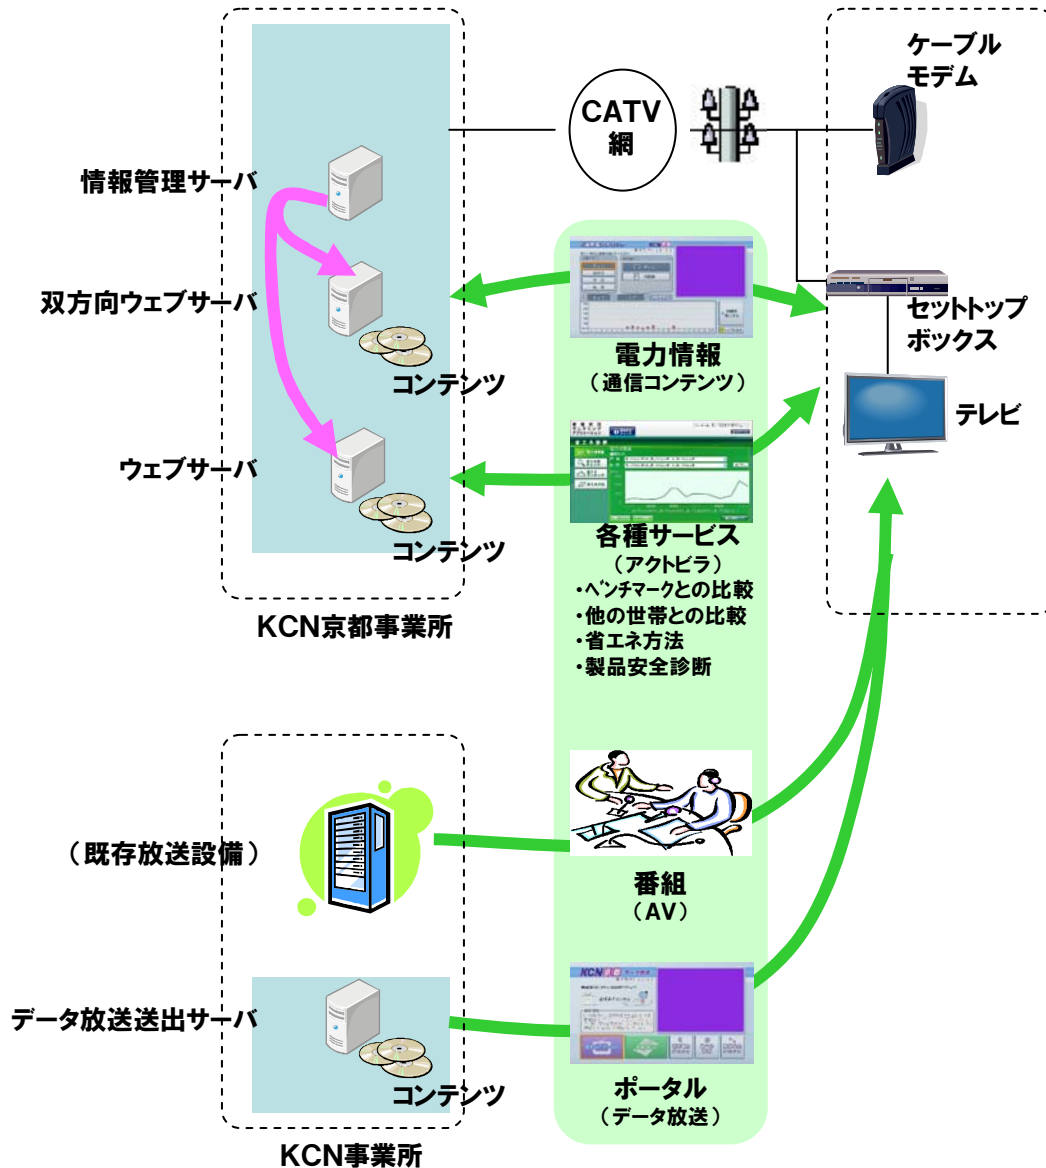 ケーブル
モデム
CATV
網
情報管理サーバ
双方向ウェブサーバ
コンテンツ
セットトップ
ボックス
電力情報
（通信コンテンツ）
テレビ
ウェブサーバ
コンテンツ
各種サービス
（アクトビラ）
・ベンチマークとの比較
・他の世帯との比較
・省エネ方法
・製品安全診断
KCN京都事業所
（既存放送設備）
番組
（AV）
KCN
データ放送送出サーバ
コンテンツ
ポータル
（データ放送）
KCN事業所